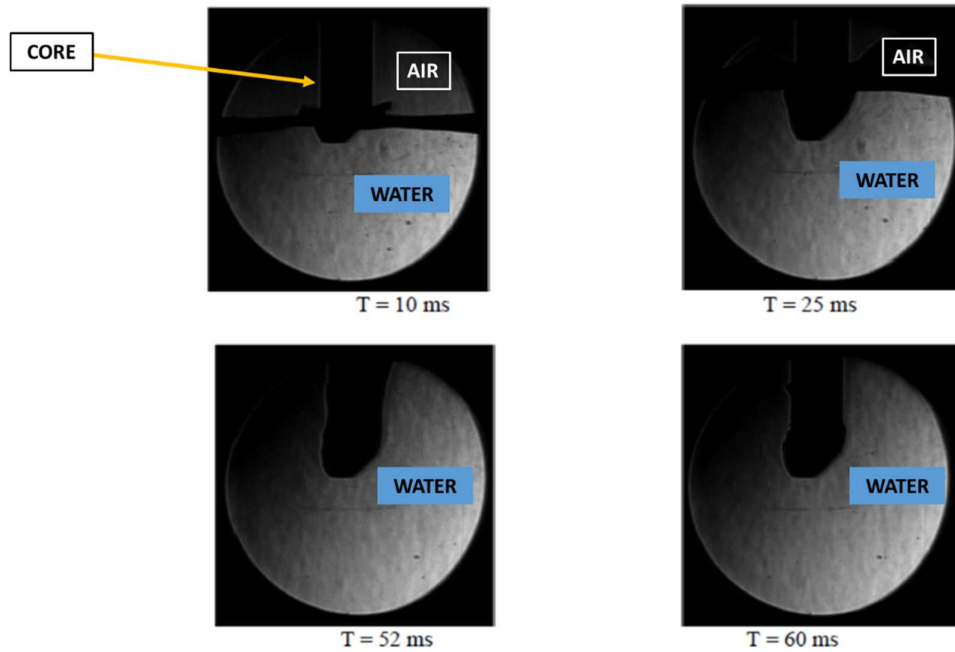 CORE
AIR
WATER
T = 10 ms
AIR
WATER
T = 25 ms
WATER
T = 52 ms
WATER
T = 60 ms